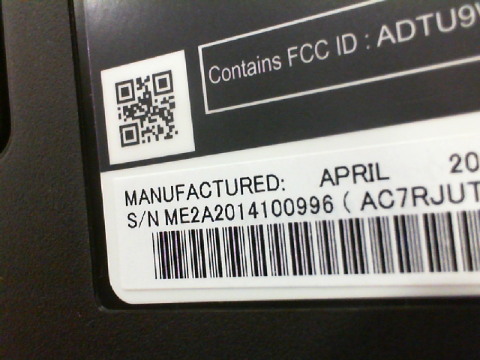 Contains FCC ID : ADTU9
MANUFACTURED: APRIL 20
S/N ME2A2014100996 ( AC7RJUT